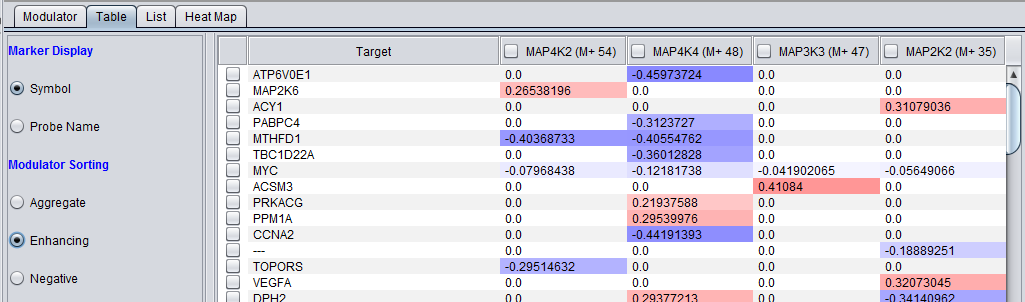 Modulator Table List Heat Map
Marker Display
Symbol
Probe Name
Modulator Sorting
Aggregate
Enhancing
Negative
Target MAP4K2 (M+ 54) MAP4K4 (M+ 48) MAP3K3 (M+ 47) MAP2K2 (M+ 35)
ATP6V0E1 0.0 -0.45973724 0.0 0.0
MAP2K6 0.26538196 0.0 0.0 0.0
ACY1 0.0 0.0 0.0 0.31079036
PABPC4 0.0 -0.3123727 0.0 0.0
MTHFD1 -0.40368733 -0.40554762 0.0 0.0
TBC1D22A 0.0 -0.36012828 0.0 0.0
MYC -0.07968438 -0.12181738 -0.041902065 -0.05649066
ACSM3 0.0 0.0 0.41084 0.0
PRKACG 0.0 0.21937588 0.0 0.0
PPM1A 0.0 0.29539976 0.0 0.0
CCNA2 0.0 -0.44191393 0.0 0.0
--- 0.0 0.0 0.0 -0.18889251
TOPORS -0.29514632 0.0 0.0 0.0
VEGFA 0.0 0.0 0.0 0.32073045
DPH2 0.0 0.29377213 0.0 -0.34140962